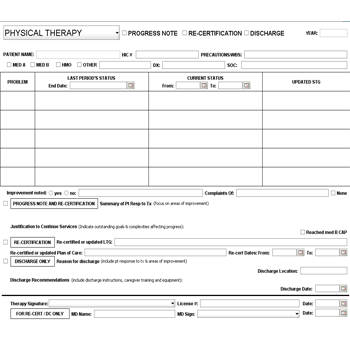 PHYSICAL THERAPY PROGRESS NOTE RE-CERTIFICATION DISCHARGE YEAR:
PATIENT NAME: HIC # PRECAUTIONS/WBS:
MED A MED B HMO OTHER DX: SOC:
PROBLEM LAST PERIOD'S STATUS CURRENT STATUS UPDATED STG
End Date: From: To:
Improvement noted: yes no: Complaints Of: None
PROGRESS NOTE AND RE-CERTIFICATION Summary of Pt Resp to Tx (focus on areas of improvement)
Justification to Continue Services (Indicate outstanding goals & complexities affecting progress):
Reached med B CAP
RE-CERTIFICATION Re-certified or updated LTG:
Re-certified or updated Plan of Care: Re-cert Dates: From: To:
DISCHARGE ONLY Reason for discharge (include pt response to tx & areas of improvement)
Discharge Location:
Discharge Recommendations (include discharge instructions, caregiver training and equipment):
Discharge Date:
Therapy Signature: License #: Date:
FOR RE-CERT / DC ONLY MD Name: MD Sign: Date: